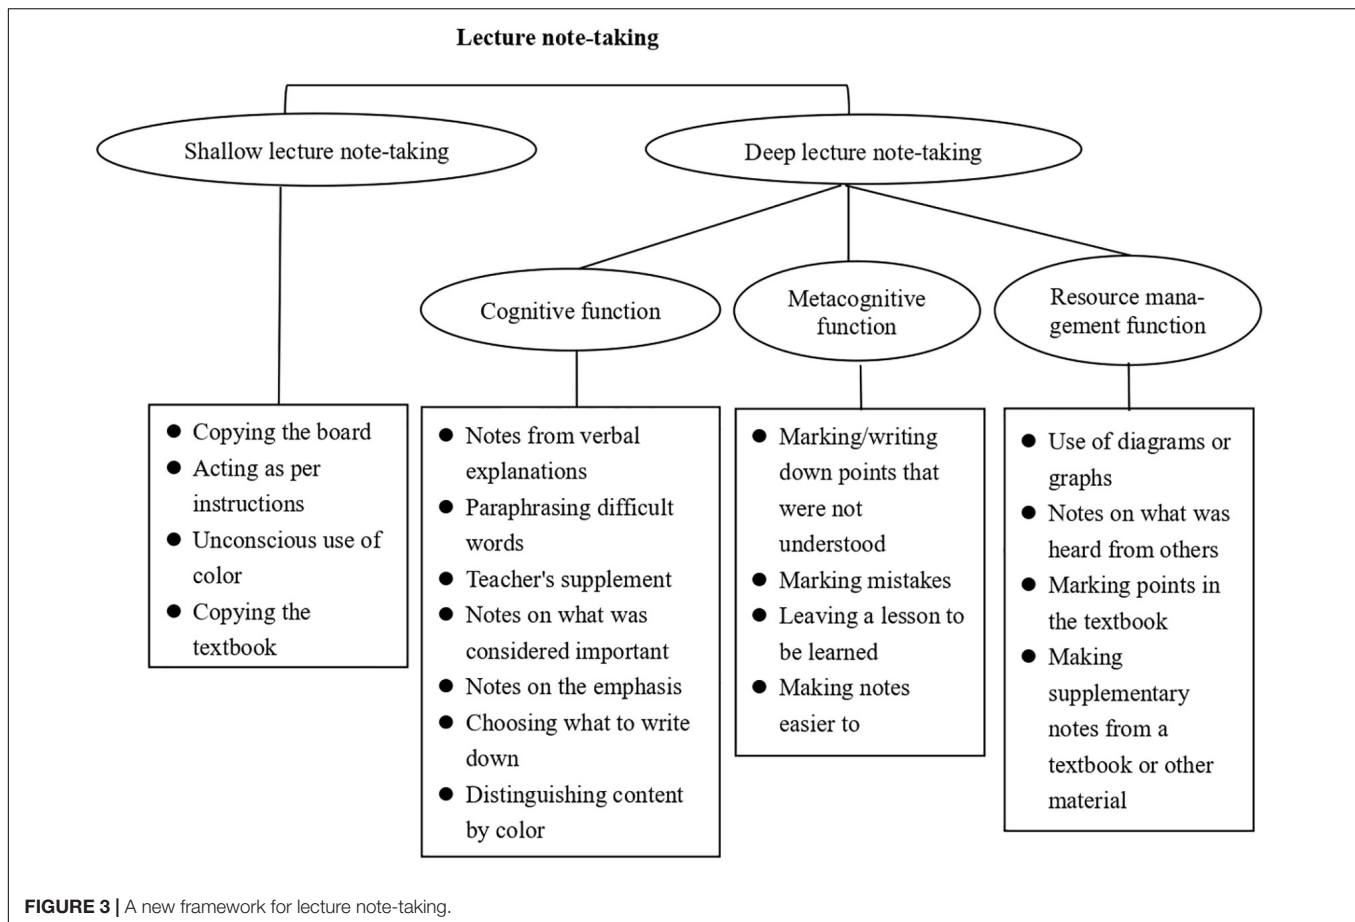 Lecture note-taking
Shallow lecture note-taking
Deep lecture note-taking
Cognitive function
Metacognitive
function
Resource mana-
gement function
● Copying the board
● Acting as per
instructions
● Unconscious use of
color
● Copying the
textbook
● Notes from verbal
explanations
● Paraphrasing difficult
words
● Teacher's supplement
● Notes on what was
considered important
● Notes on the emphasis
● Choosing what to write
down
● Distinguishing content
by color
● Marking/writing
down points that
were not
understood
● Marking mistakes
● Leaving a lesson to
be learned
● Making notes
easier to
● Use of diagrams or
graphs
● Notes on what was
heard from others
● Marking points in
the textbook
● Making
supplementary
notes from a
textbook or other
material
FIGURE 3 | A new framework for lecture note-taking.